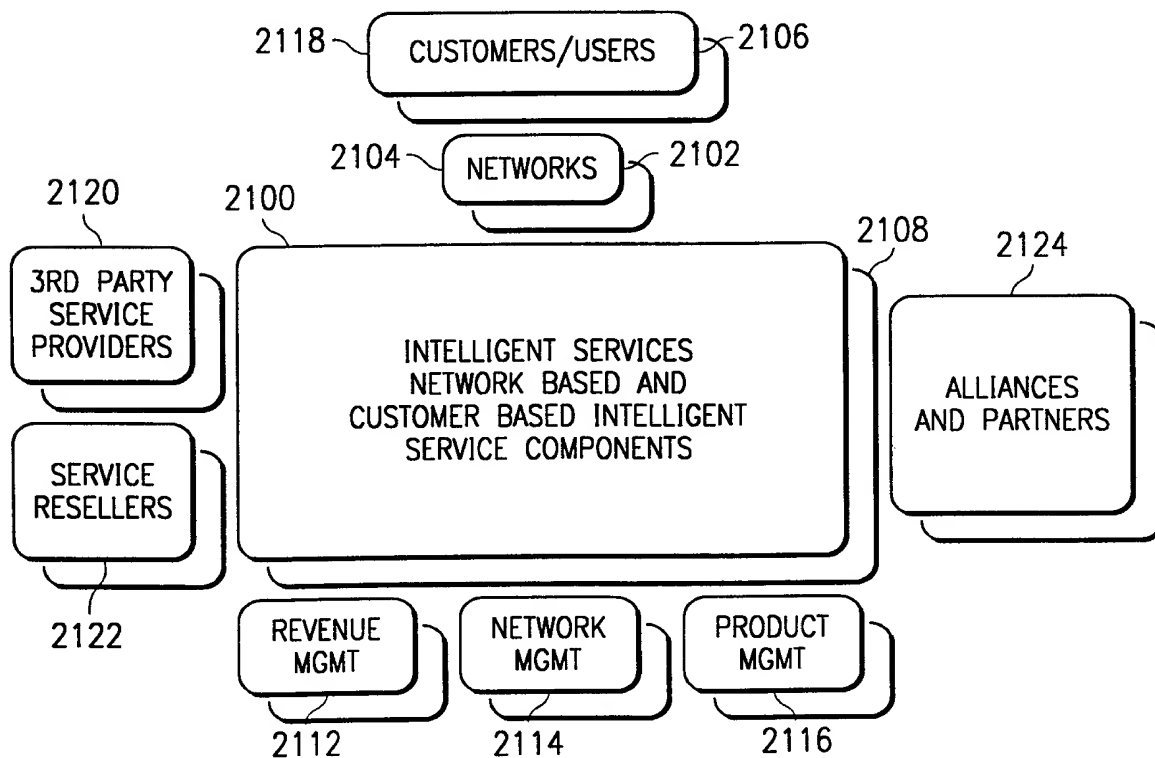 2118
CUSTOMERS/USERS
2106
2104
NETWORKS
2102
2120
2100
2108
2124
3RD PARTY
SERVICE
PROVIDERS
INTELLIGENT SERVICES
NETWORK BASED AND
CUSTOMER BASED INTELLIGENT
SERVICE COMPONENTS
ALLIANCES
AND PARTNERS
SERVICE
RESELLERS
2122
REVENUE
MGMT
NETWORK
MGMT
PRODUCT
MGMT
2112
2114
2116